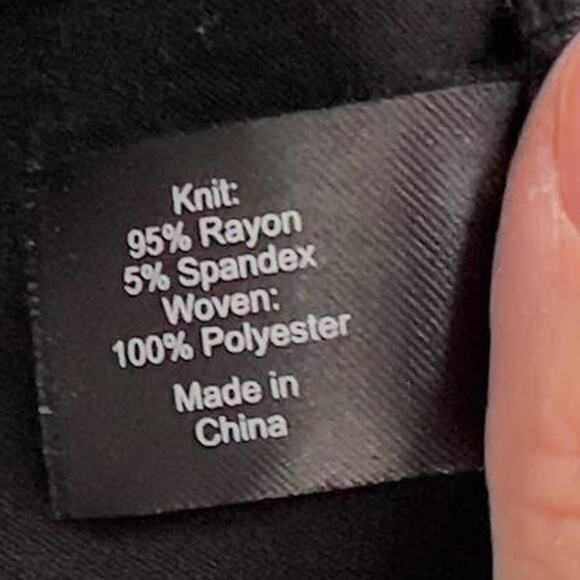 Knit:
95% Rayon
5% Spandex
Woven:
100% Polyester
Made in
China